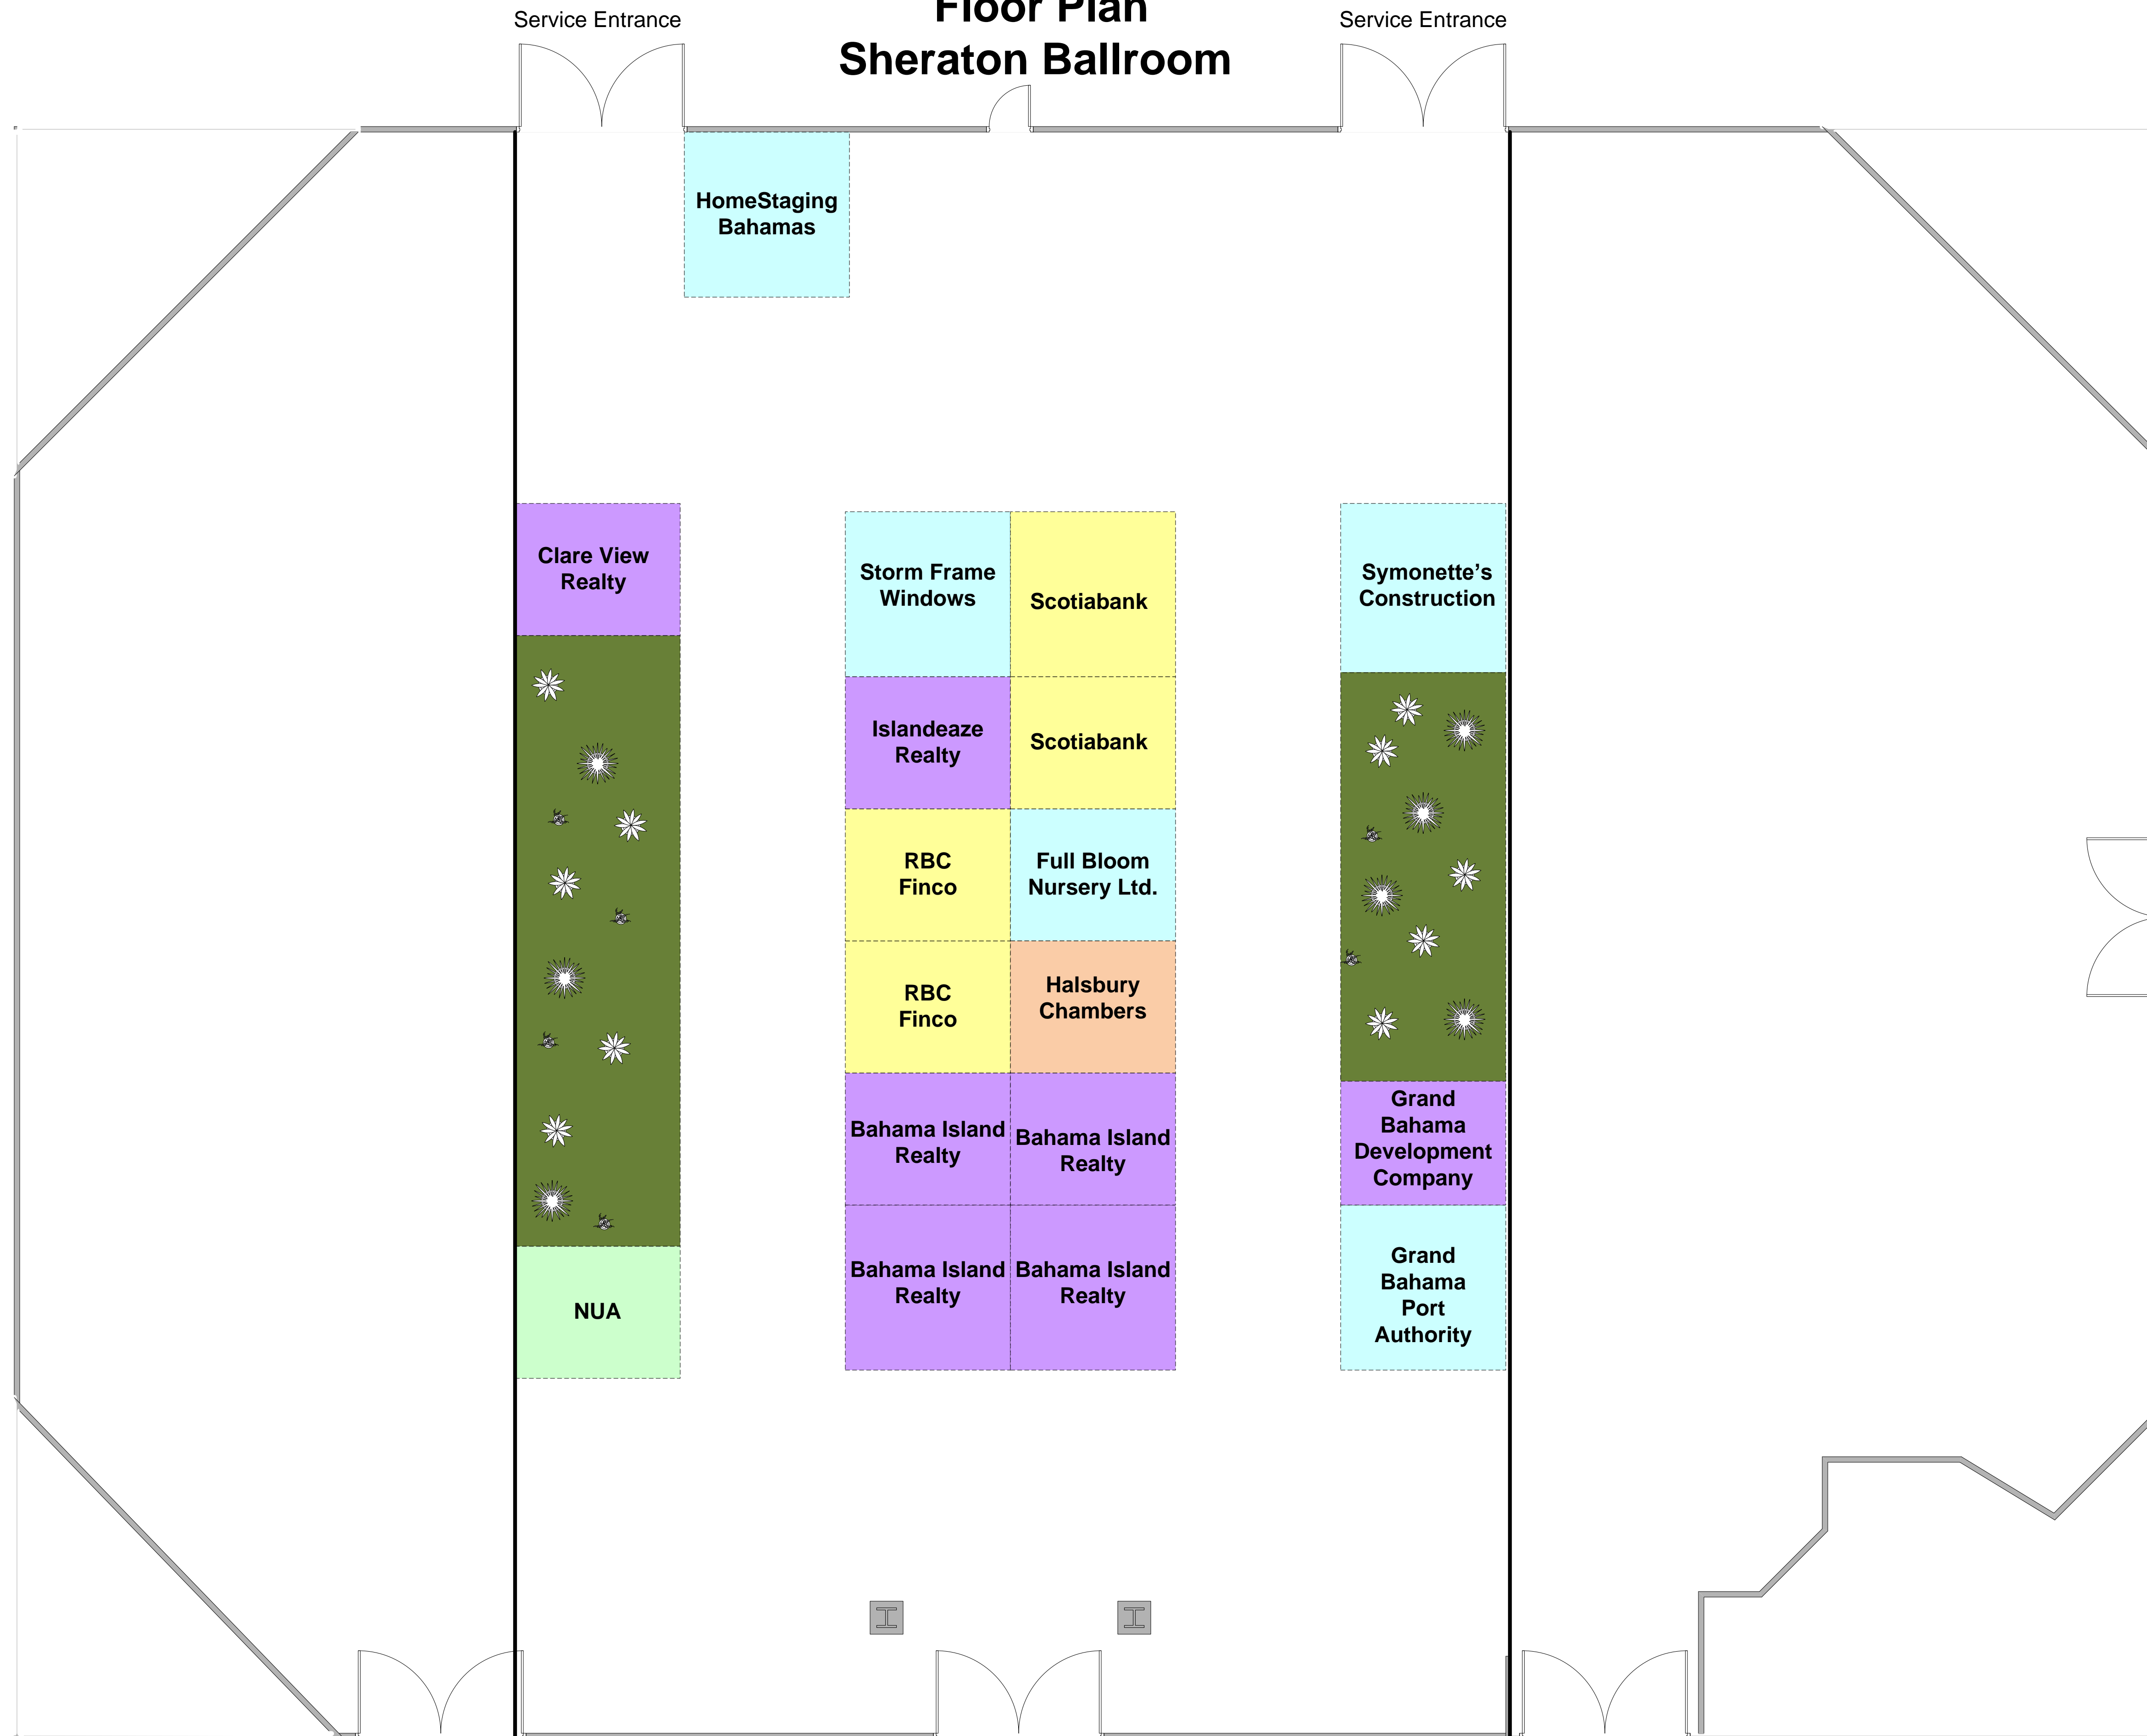 Service Entrance
Floor Plan
Service Entrance
Sheraton Ballroom
HomeStaging
Bahamas
Clare View
Realty
Storm Frame
Windows
Scotiabank
Symonette’s
Construction
Islandeaze
Realty
Scotiabank
RBC
Finco
Full Bloom
Nursery Ltd.
RBC
Finco
Halsbury
Chambers
Bahama Island
Realty
Bahama Island
Realty
Grand
Bahama
Development
Company
NUA
Bahama Island
Realty
Bahama Island
Realty
Grand
Bahama
Port
Authority